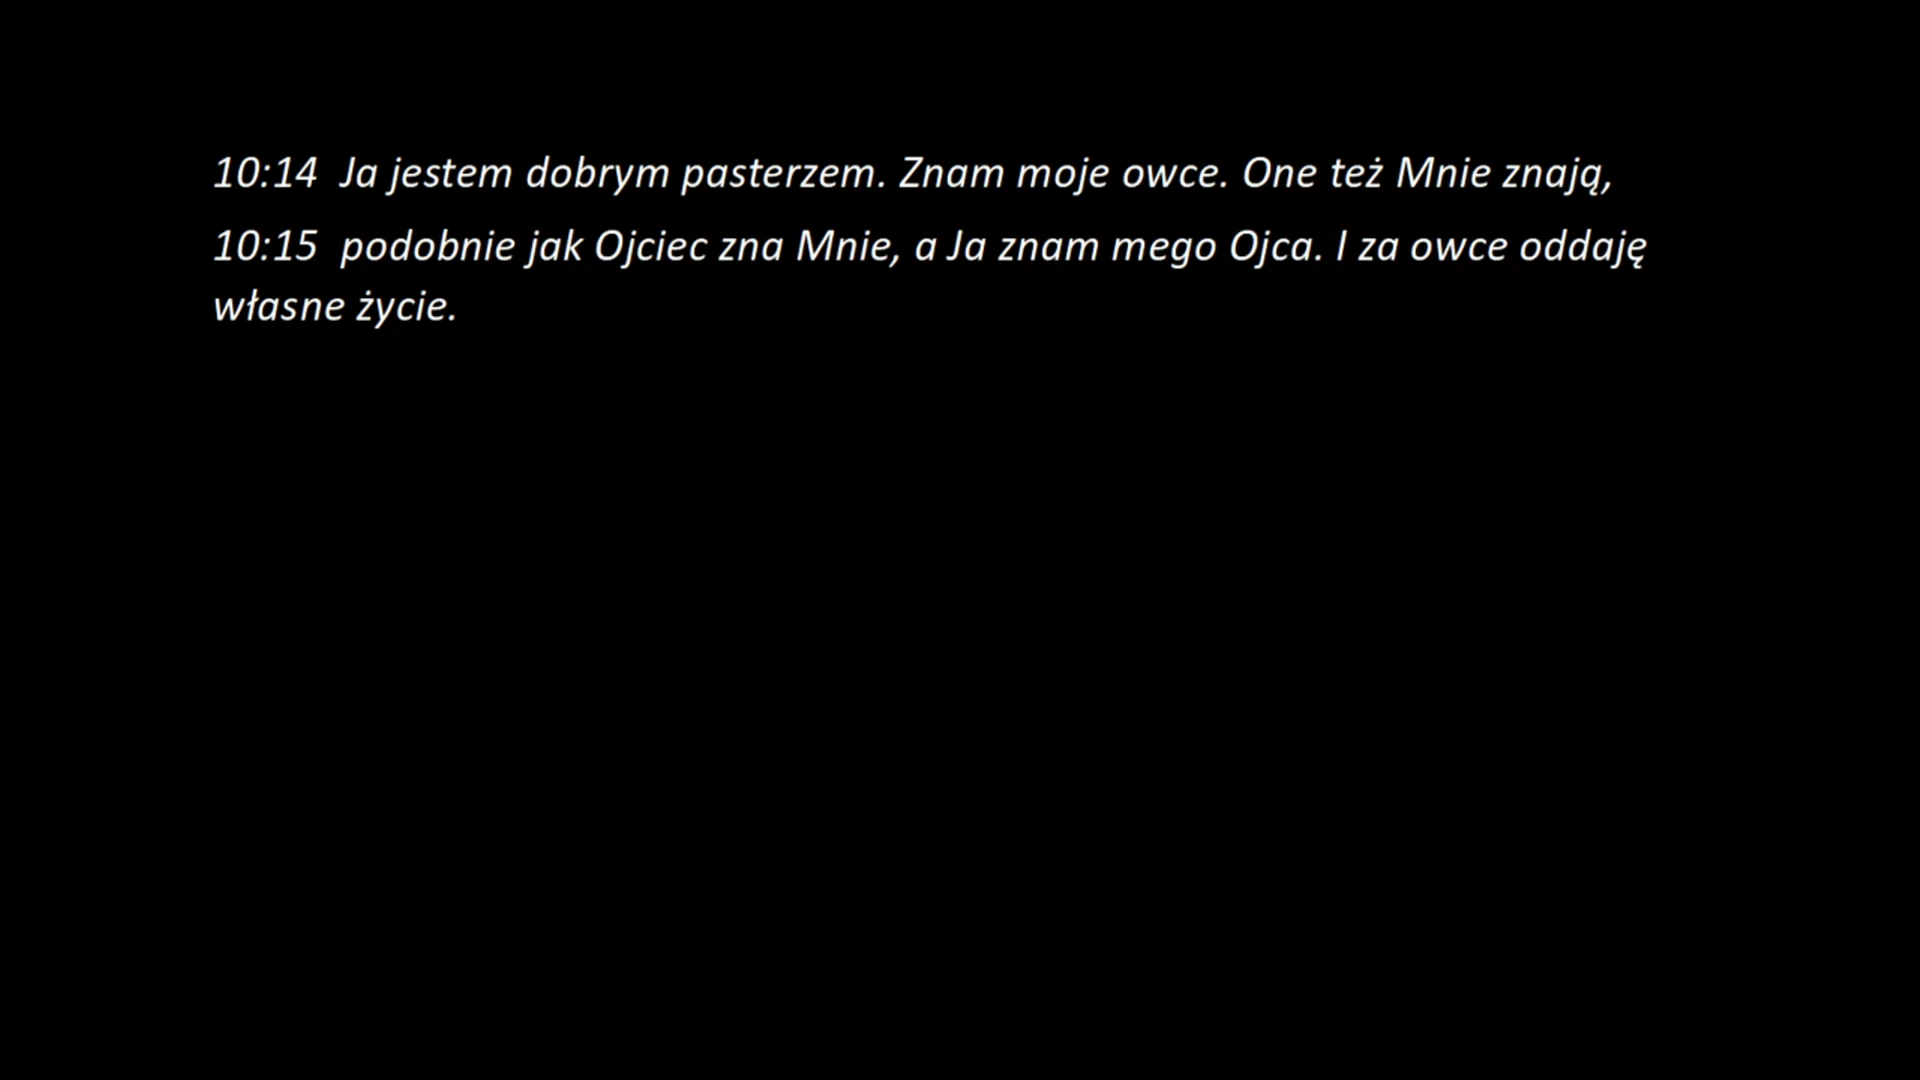 10:14 Ja jestem dobrym pasterzem. Znam moje owce. One też Mnie znają,
10:15 podobnie jak Ojciec zna Mnie, a Ja znam mego Ojca. I za owce oddaję
własne życie.